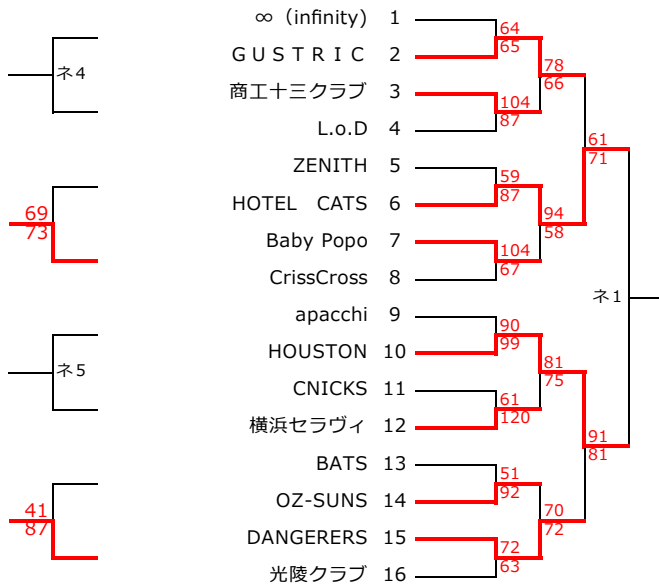 ∞（infinity) 1
ＧＵＳＴＲＩＣ 2
商工十三クラブ 3
L.o.D 4
ZENITH 5
HOTEL　CATS 6
Baby Popo 7
CrissCross 8
apacchi 9
HOUSTON 10
CNICKS 11
横浜セラヴィ 12
BATS 13
OZ-SUNS 14
DANGERERS 15
光陵クラブ 16
64
65
104
87
59
87
104
67
90
99
61
120
51
92
72
63
78
66
94
58
81
75
70
72
61
71
91
81
ネ1
ネ4
69
73
ネ5
41
87